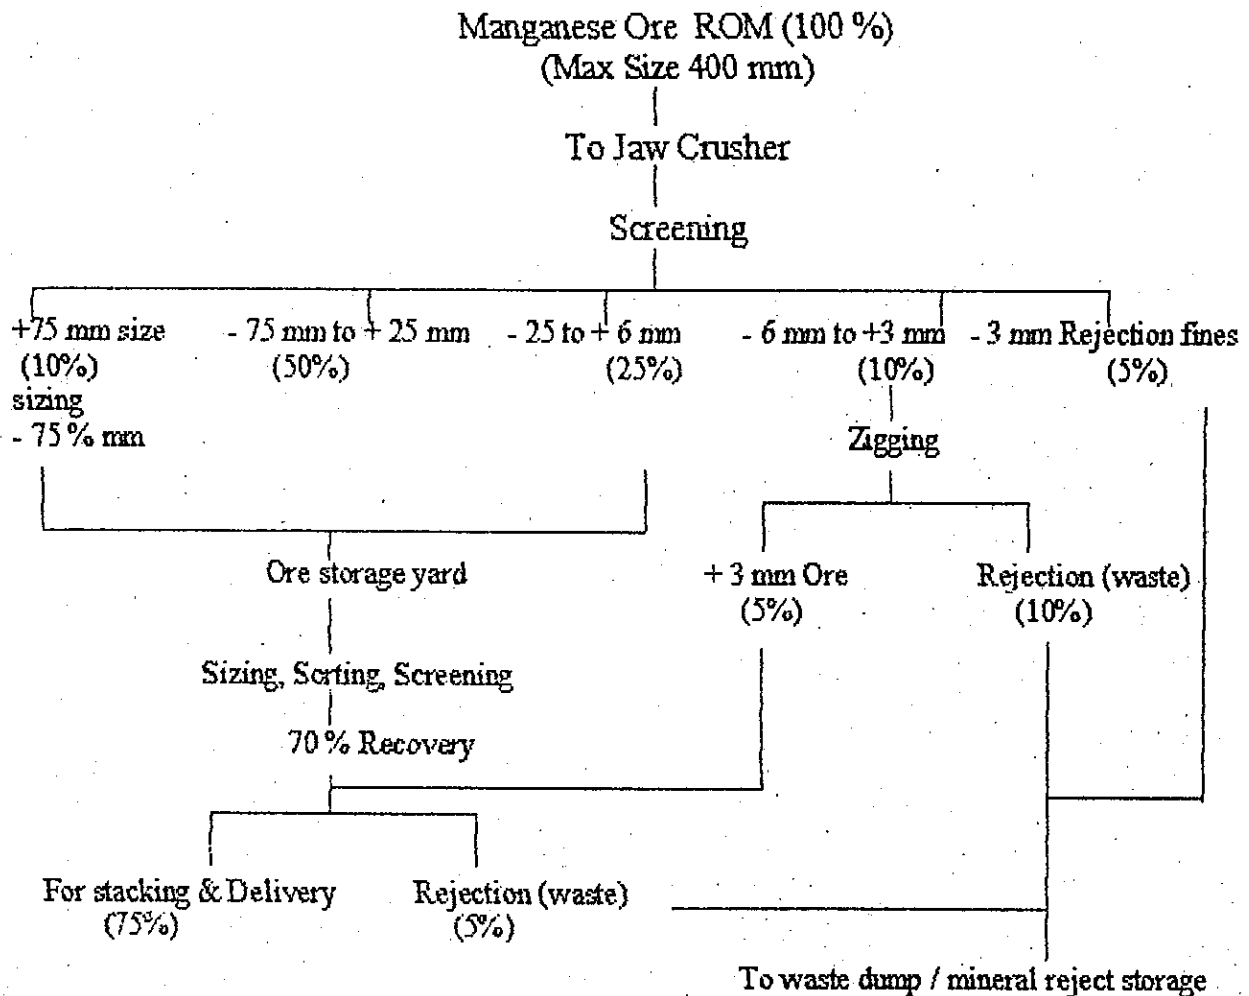 Manganese Ore ROM (100 %)
(Max Size 400 mm)
To Jaw Crusher
Screening
+75 mm size
(10%)
sizing
- 75 % mm
- 75 mm to + 25 mm
(50%)
- 25 to + 6 mm
(25%)
- 6 mm to +3 mm
(10%)
- 3 mm Rejection fines
(5%)
Zigging
Ore storage yard
+ 3 mm Ore
(5%)
Rejection (waste)
(10%)
Sizing, Sorting, Screening
70 % Recovery
For stacking & Delivery
(75%)
Rejection (waste)
(5%)
To waste dump / mineral reject storage